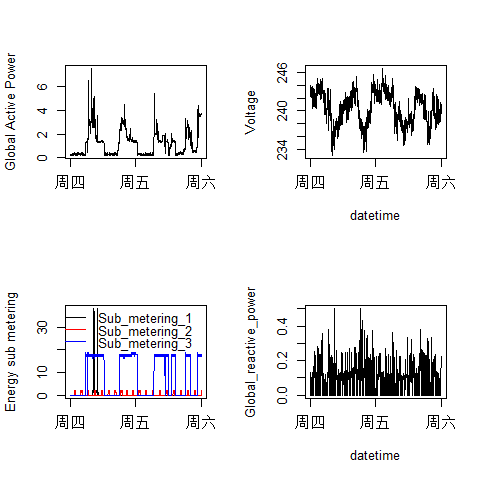 Global Active Power
0 2 4 6
周四 周五 周六
Voltage
234 240 246
周四 周五 周六
datetime
Energy sub metering
0 10 30
Sub_metering_1
Sub_metering_2
Sub_metering_3
周四 周五 周六
Global_reactive_power
0.0 0.2 0.4
周四 周五 周六
datetime